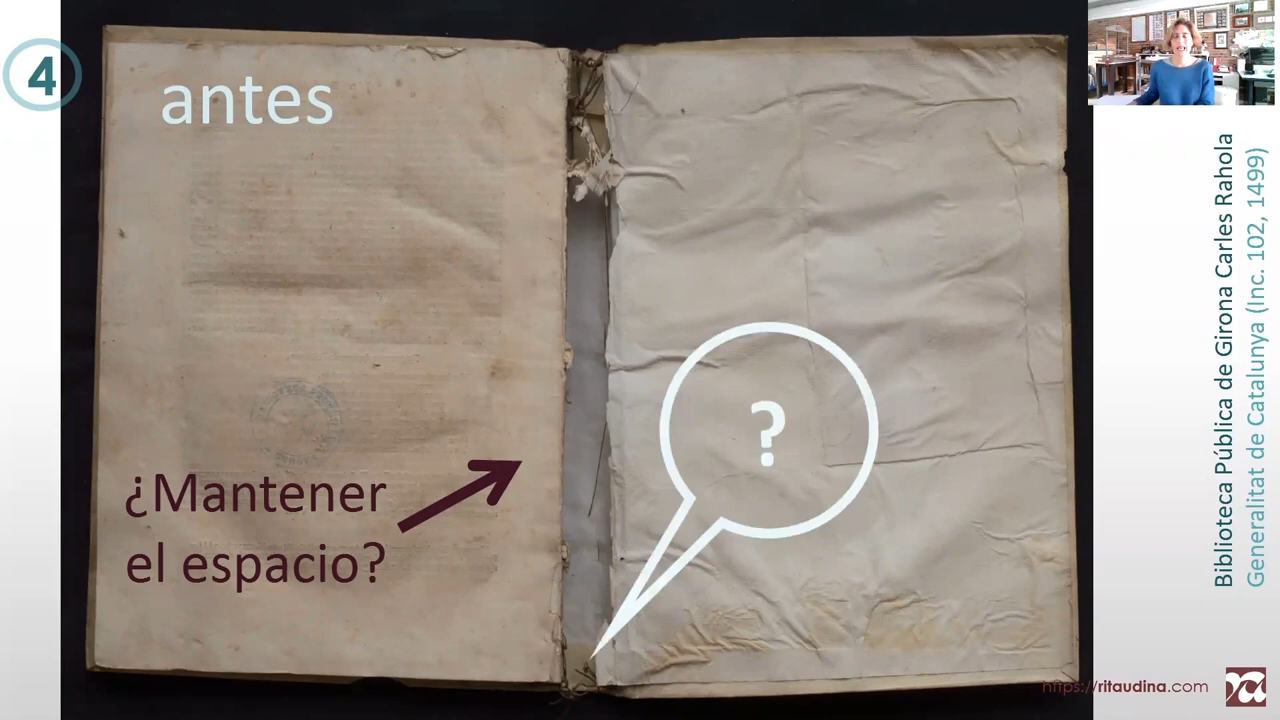 4
antes
?
¿Mantener
el espacio?
Biblioteca Pública de Girona Carles Rahola
Generalitat de Catalunya (Inc. 102, 1499)
https://ritaudina.com